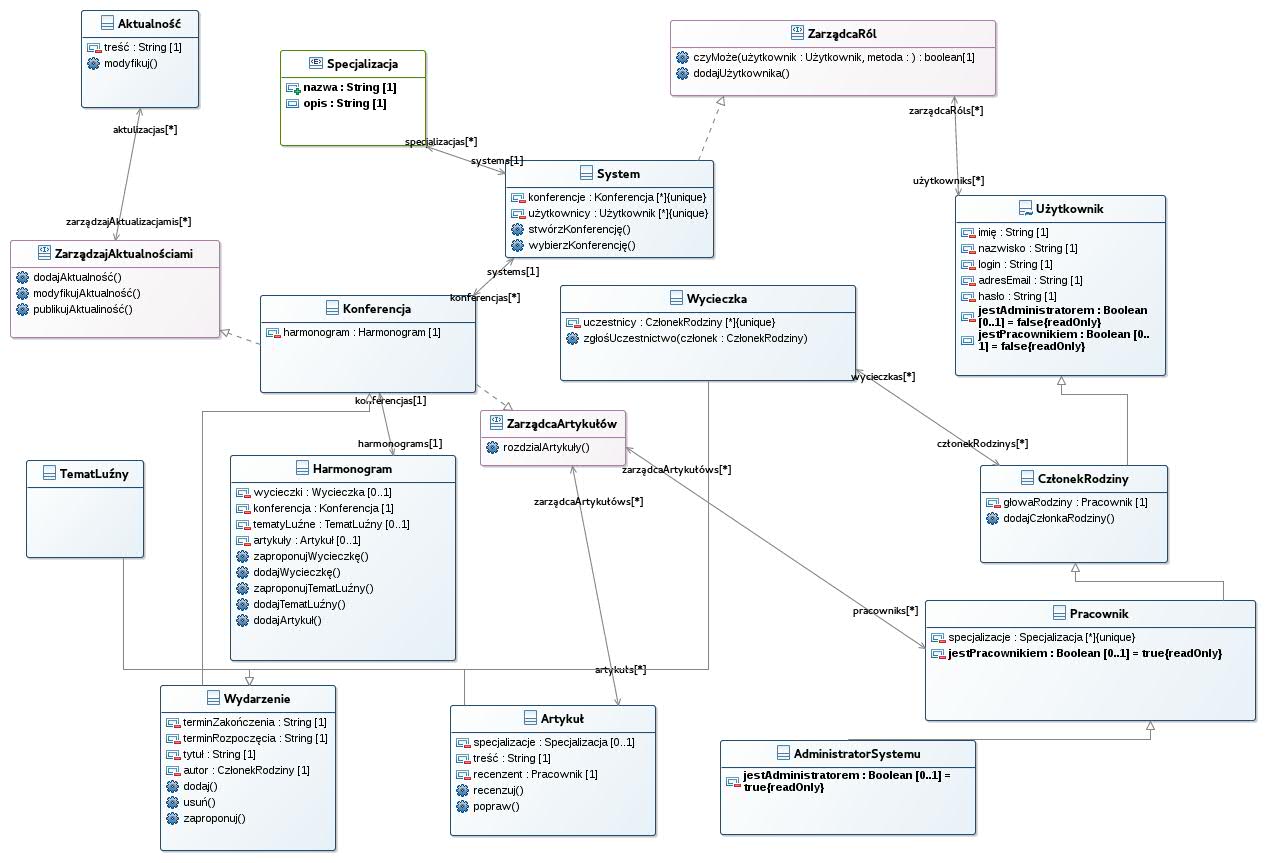 Aktualność
treść : String [1]
modyfikuj()
aktulizacjas[*]
zarządzajAktualizacjamis[*]
ZarządzajAktualnościami
dodajAktualność()
modyfikujAktualność()
publikujAktualiność()
Specjalizacja
nazwa : String [1]
opis : String [1]
specjalizacjas[*]
systems[1]
ZarządcaRól
czyMoże(użytkownik : Użytkownik, metoda : ) : boolean[1]
dodajUżytkownika()
zarządcaRóls[*]
użytkowniks[*]
System
konferencje : Konferencja [*]{unique}
użytkownicy : Użytkownik [*]{unique}
stwórzKonferencję()
wybierzKonferencję()
systems[1]
konferencjas[*]
Użytkownik
imię : String [1]
nazwisko : String [1]
login : String [1]
adresEmail : String [1]
hasło : String [1]
jestAdministratorem : Boolean
[0..1] = false{readOnly}
jestPracownikiem : Boolean [0..
1] = false{readOnly}
Konferencja
harmonogram : Harmonogram [1]
konferencjas[1]
harmonograms[1]
Wycieczka
uczestnicy : CzłonekRodziny [*]{unique}
zgłośUczestnictwo(członek : CzłonekRodziny)
wycieczkas[*]
członekRodzinys[*]
ZarządcaArtykułów
rozdzialArtykuły()
zarządcaArtykułóws[*]
zarządcaArtykułóws[*]
TematLuźny
Harmonogram
wycieczki : Wycieczka [0..1]
konferencja : Konferencja [1]
tematyLuźne : TematLuźny [0..1]
artykuły : Artykuł [0..1]
zaproponujWycieczkę()
dodajWycieczkę()
zaproponujTematLuźny()
dodajTematLuźny()
dodajArtykuł()
CzłonekRodziny
głowaRodziny : Pracownik [1]
dodajCzłonkaRodziny()
pracowniks[*]
Pracownik
specjalizacje : Specjalizacja [*]{unique}
jestPracownikiem : Boolean [0..1] = true{readOnly}
artykułs[*]
Wydarzenie
terminZakończenia : String [1]
terminRozpoczęcia : String [1]
tytuł : String [1]
autor : CzłonekRodziny [1]
dodaj()
usuń()
zaproponuj()
Artykuł
specjalizacje : Specjalizacja [0..1]
treść : String [1]
recenzent : Pracownik [1]
recenzuj()
popraw()
AdministratorSystemu
jestAdministratorem : Boolean [0..1] =
true{readOnly}